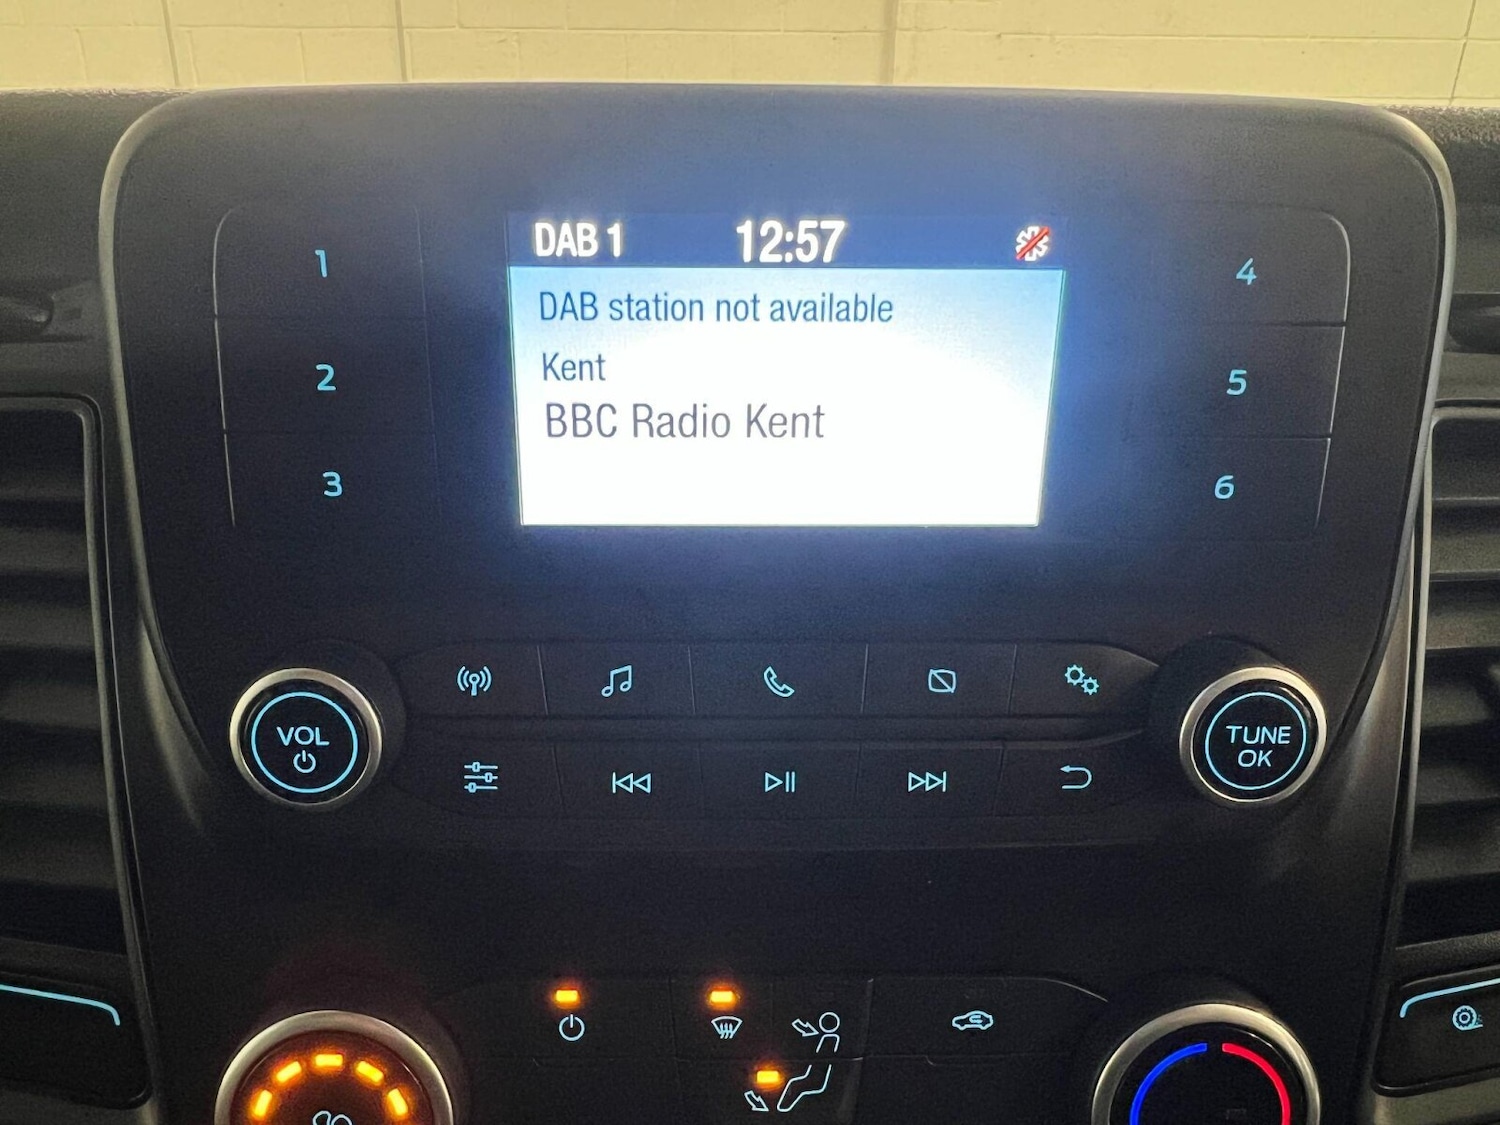 DAB 1 12:57
DAB station not available
Kent
BBC Radio Kent
1
2
3
4
5
6
VOL
TUNE
OK